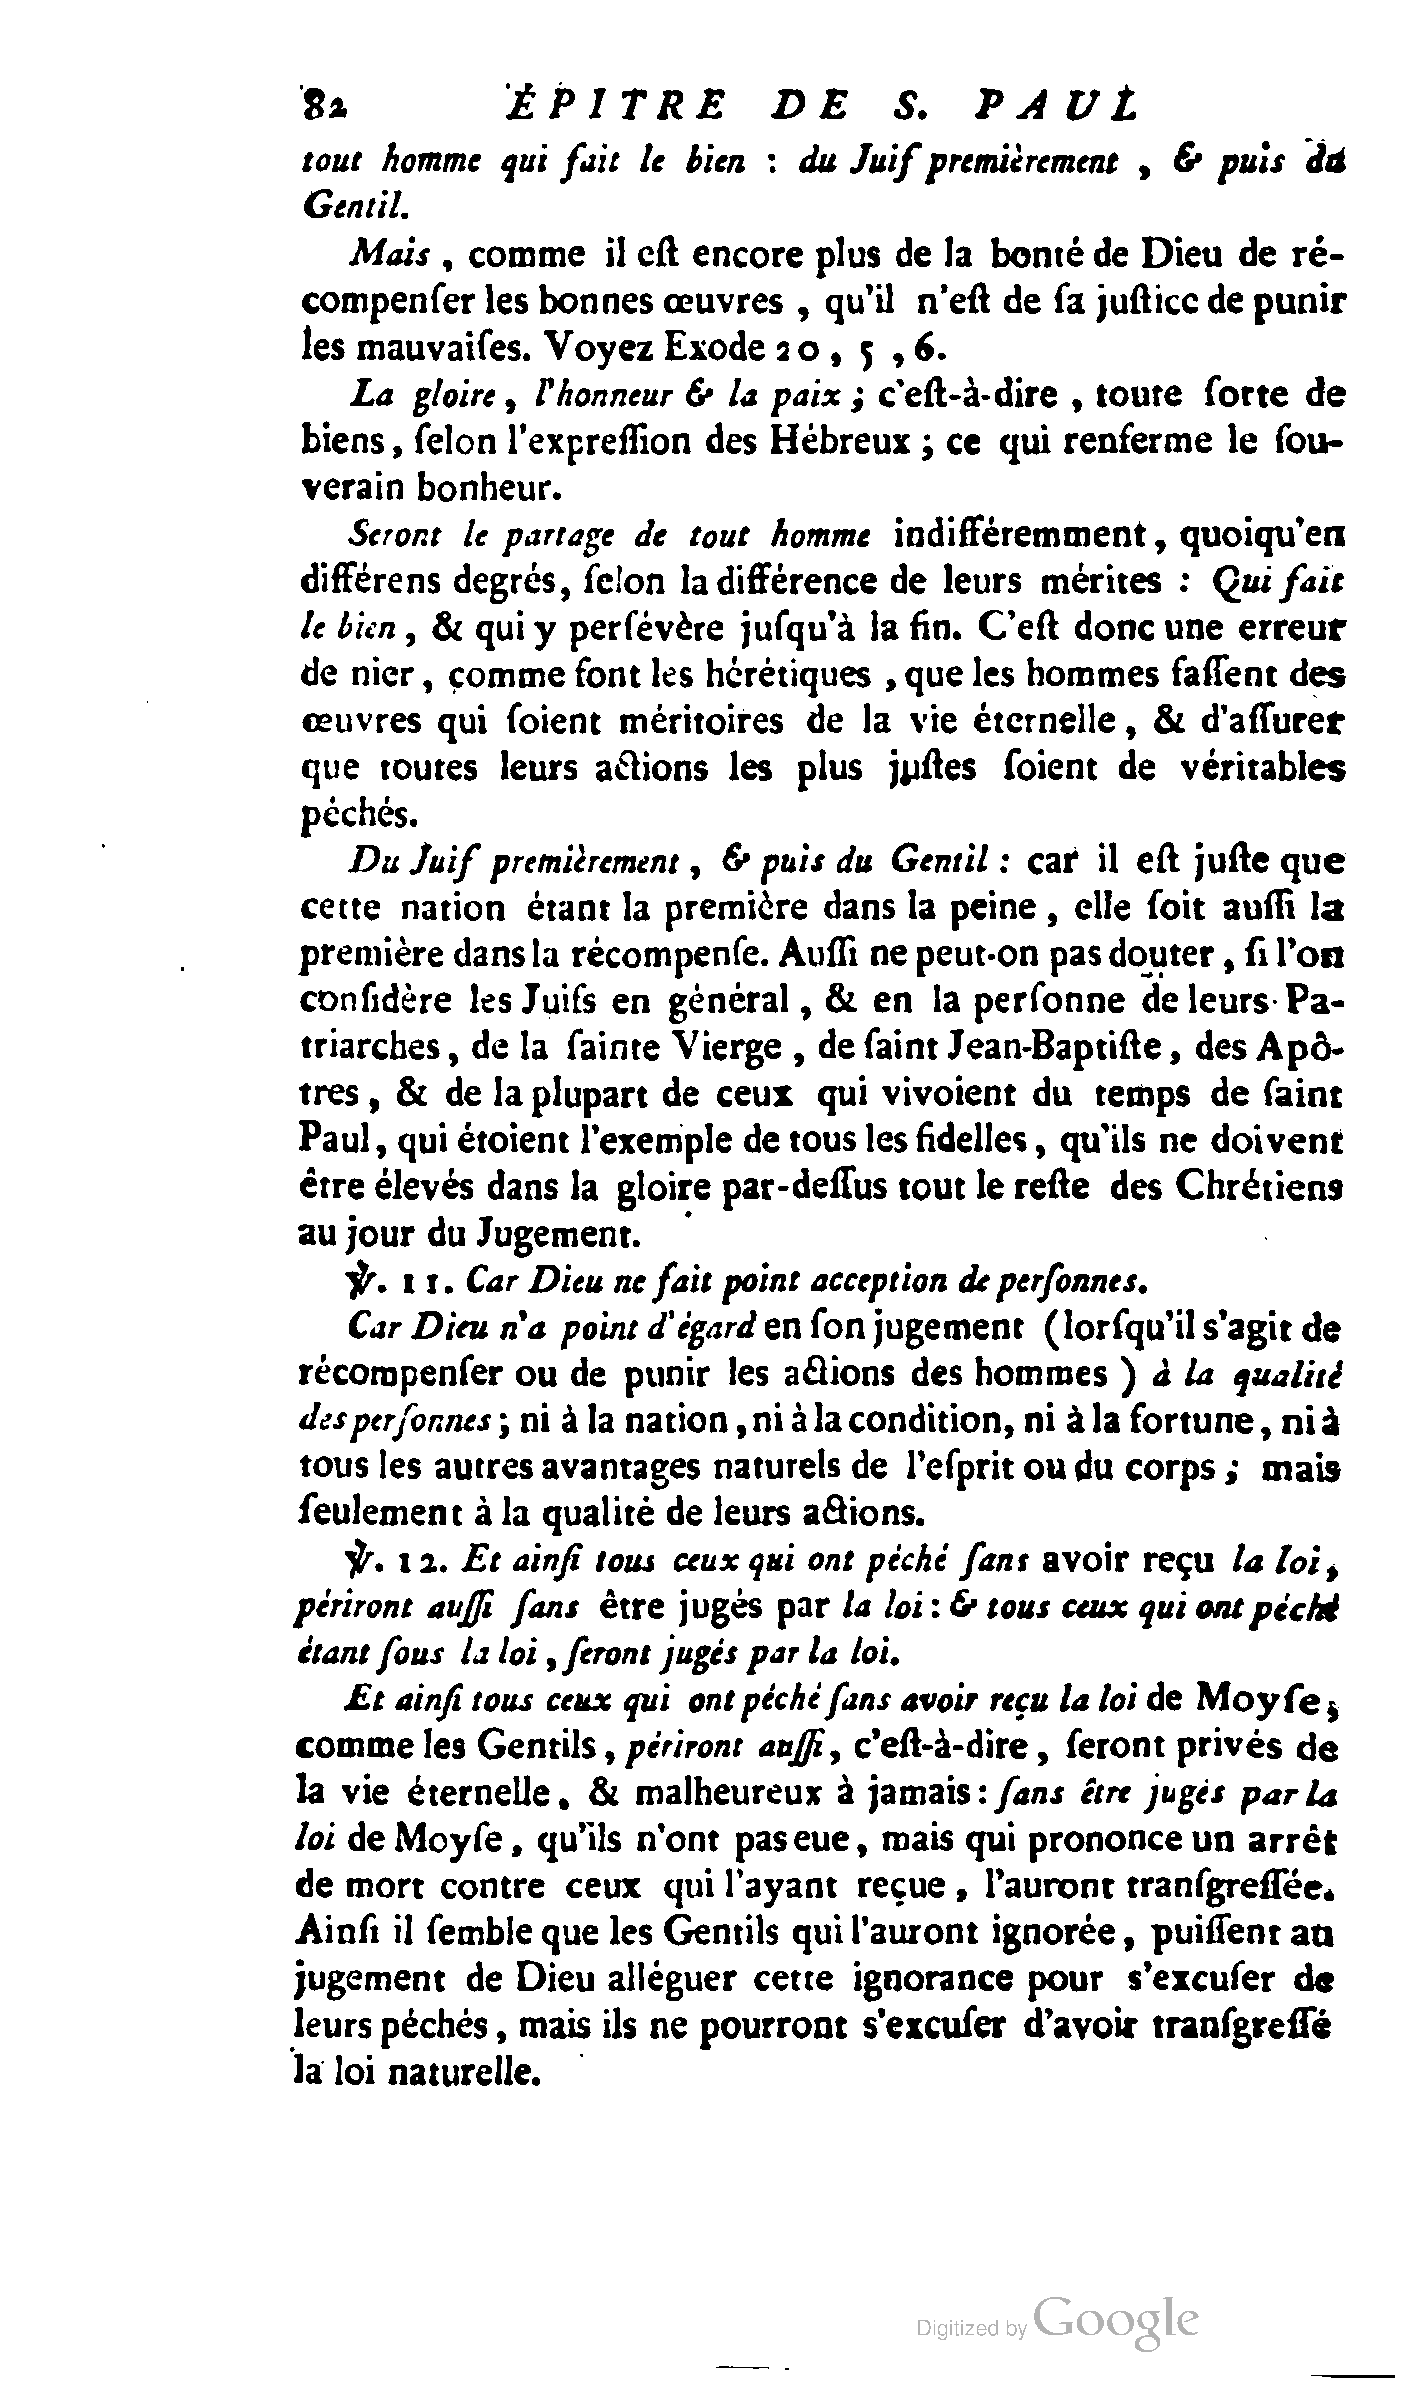 82 ÉPITRE DE S. PAUL
tout homme qui fait le bien : du Juif premièrement , & puis du
Gentil.
Mais , comme il eſt encore plus de la bonté de Dieu de ré-
compenſer les bonnes œuvres , qu'il n'eſt de ſa juſtice de punir
les mauvaiſes. Voyez Exode 20 , 5 , 6.
La gloire , l'honneur & la paix ; c'eſt-à-dire , toute ſorte de
biens , ſelon l'expreſſion des Hébreux ; ce qui renferme le ſou-
verain bonheur.
Seront le partage de tout homme indifféremment , quoiqu'en
différens degrés, ſelon la différence de leurs mérites : Qui fait
le bien , & qui y perſévère juſqu'à la fin. C'eſt donc une erreur
de nier , comme font les hérétiques , que les hommes faſſent des
œuvres qui ſoient méritoires de la vie éternelle , & d'aſſurer
que toutes leurs actions les plus juſtes ſoient de véritables
péchés.
Du Juif premièrement , & puis du Gentil : car il eſt juſte que
cette nation étant la première dans la peine , elle ſoit auſſi la
première dans la récompenſe. Auſſi ne peut-on pas douter , ſi l'on
conſidère les Juifs en général , & en la perſonne de leurs Pa-
triarches , de la ſainte Vierge , de ſaint Jean-Baptiſte , des Apô-
tres , & de la plupart de ceux qui vivoient du temps de ſaint
Paul , qui étoient l'exemple de tous les fidelles , qu'ils ne doivent
être élevés dans la gloire par-deſſus tout le reſte des Chrétiens
au jour du Jugement.
℣. 11. Car Dieu ne fait point acception de perſonnes.
Car Dieu n'a point d'égard en ſon jugement (lorſqu'il s'agit de
récompenſer ou de punir les actions des hommes ) à la qualité
des perſonnes ; ni à la nation , ni à la condition, ni à la fortune , ni à
tous les autres avantages naturels de l'eſprit ou du corps ; mais
ſeulement à la qualité de leurs actions.
℣. 12. Et ainſi tous ceux qui ont péché ſans avoir reçu la loi ,
périront auſſi ſans être jugés par la loi : & tous ceux qui ont péché
étant ſous la loi , ſeront jugés par la loi.
Et ainſi tous ceux qui ont péché ſans avoir reçu la loi de Moyſe ,
comme les Gentils , périront auſſi , c'eſt-à-dire , ſeront privés de
la vie éternelle , & malheureux à jamais : ſans être jugés par la
loi de Moyſe , qu'ils n'ont pas eue , mais qui prononce un arrêt
de mort contre ceux qui l'ayant reçue , l'auront tranſgreſſée.
Ainſi il ſemble que les Gentils qui l'auront ignorée , puiſſent au
jugement de Dieu alléguer cette ignorance pour s'excuſer de
leurs péchés , mais ils ne pourront s'excuſer d'avoir tranſgreſſé
la loi naturelle.
Digitized by Google